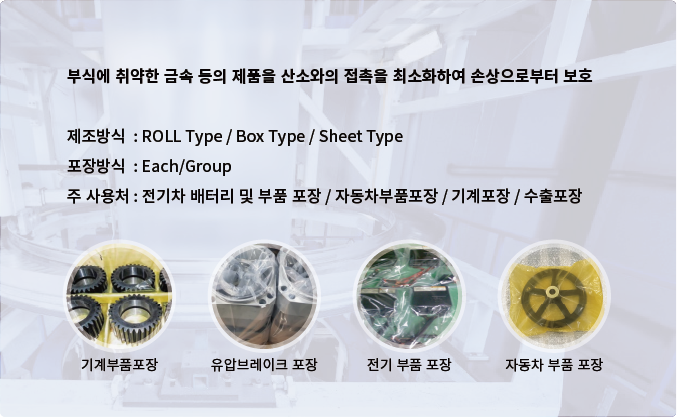 부식에 취약한 금속 등의 제품을 산소와의 접촉을 최소화하여 손상으로부터 보호
제조방식 : ROLL Type / Box Type / Sheet Type
포장방식 : Each/Group
주 사용처 : 전기차 배터리 및 부품 포장 / 자동차부품포장 / 기계포장 / 수출포장
기계부품포장
유압브레이크 포장
전기 부품 포장
자동차 부품 포장